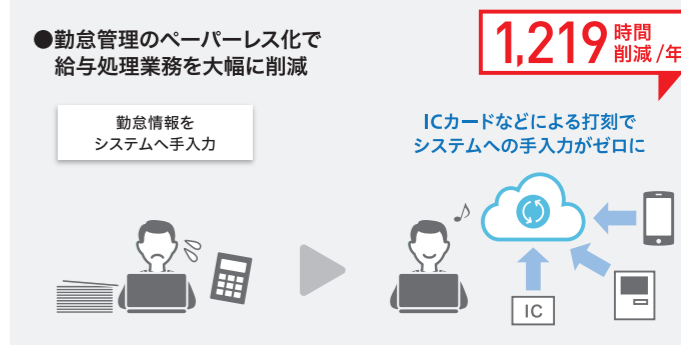 ●勤怠管理のペーパーレス化で
給与処理業務を大幅に削減
1,219時間
削減/年
勤怠情報を
システムへ手入力
ICカードなどによる打刻で
システムへの手入力がゼロに
IC